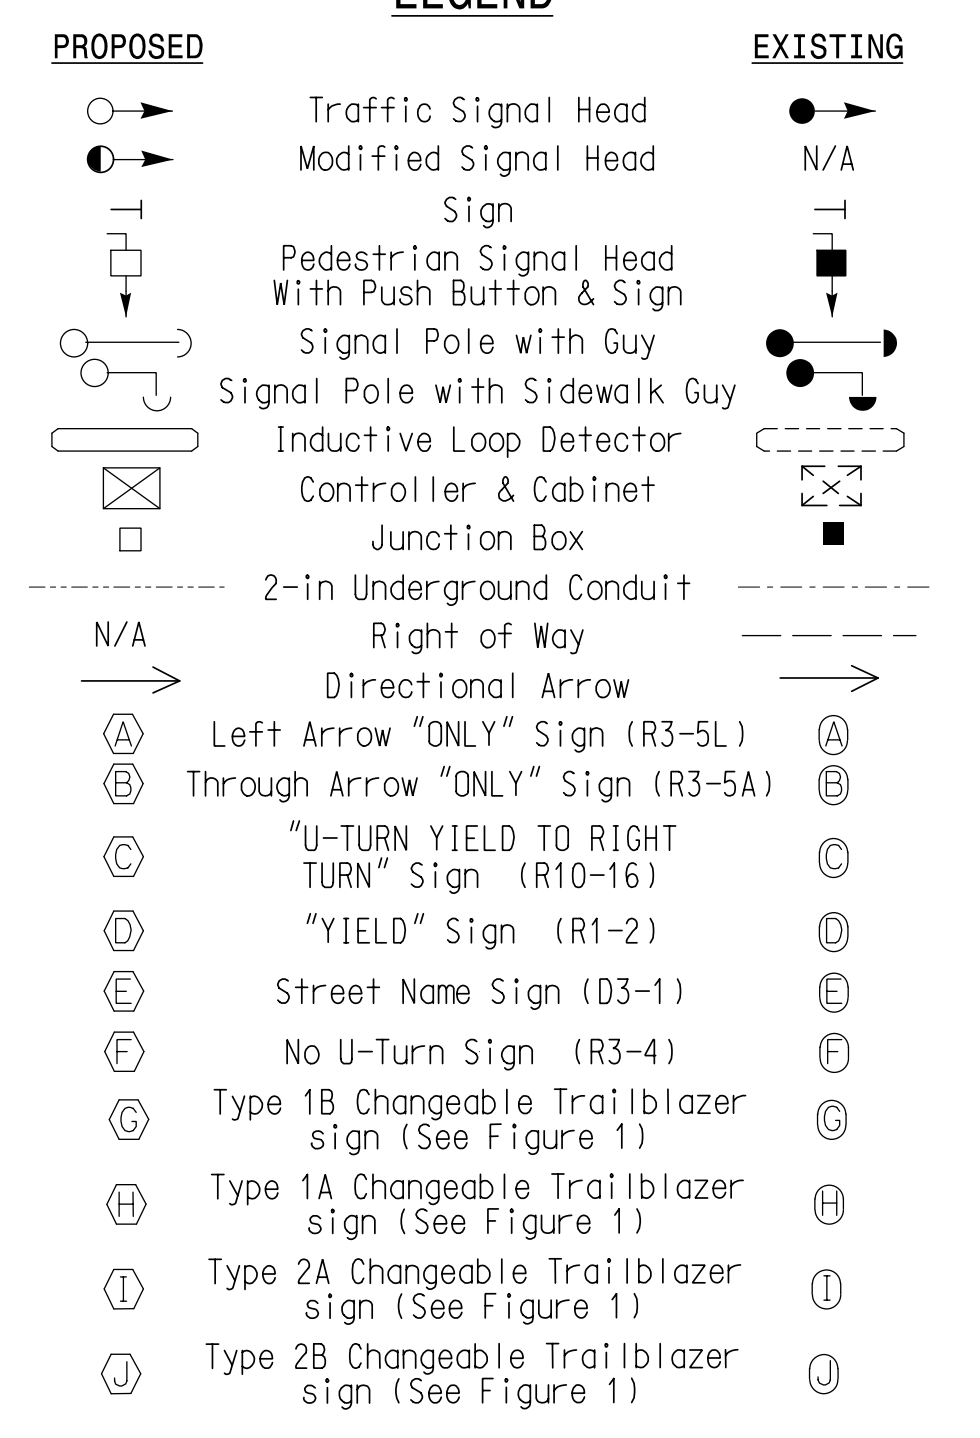 LEGEND
PROPOSED EXISTING
Traffic Signal Head
Modified Signal Head N/A
Sign
Pedestrian Signal Head
With Push Button & Sign
Signal Pole with Guy
Signal Pole with Sidewalk Guy
Inductive Loop Detector
Controller & Cabinet
Junction Box
2-in Underground Conduit
N/A Right of Way
Directional Arrow
A Left Arrow "ONLY" Sign (R3-5L) A
B Through Arrow "ONLY" Sign (R3-5A) B
"U-TURN YIELD TO RIGHT
C TURN" Sign (R10-16) C
D "YIELD" Sign (R1-2) D
E Street Name Sign (D3-1) E
F No U-Turn Sign (R3-4) F
Type 1B Changeable Trailblazer
G sign (See Figure 1) G
Type 1A Changeable Trailblazer
H sign (See Figure 1) H
Type 2A Changeable Trailblazer
I sign (See Figure 1) I
Type 2B Changeable Trailblazer
J sign (See Figure 1) J